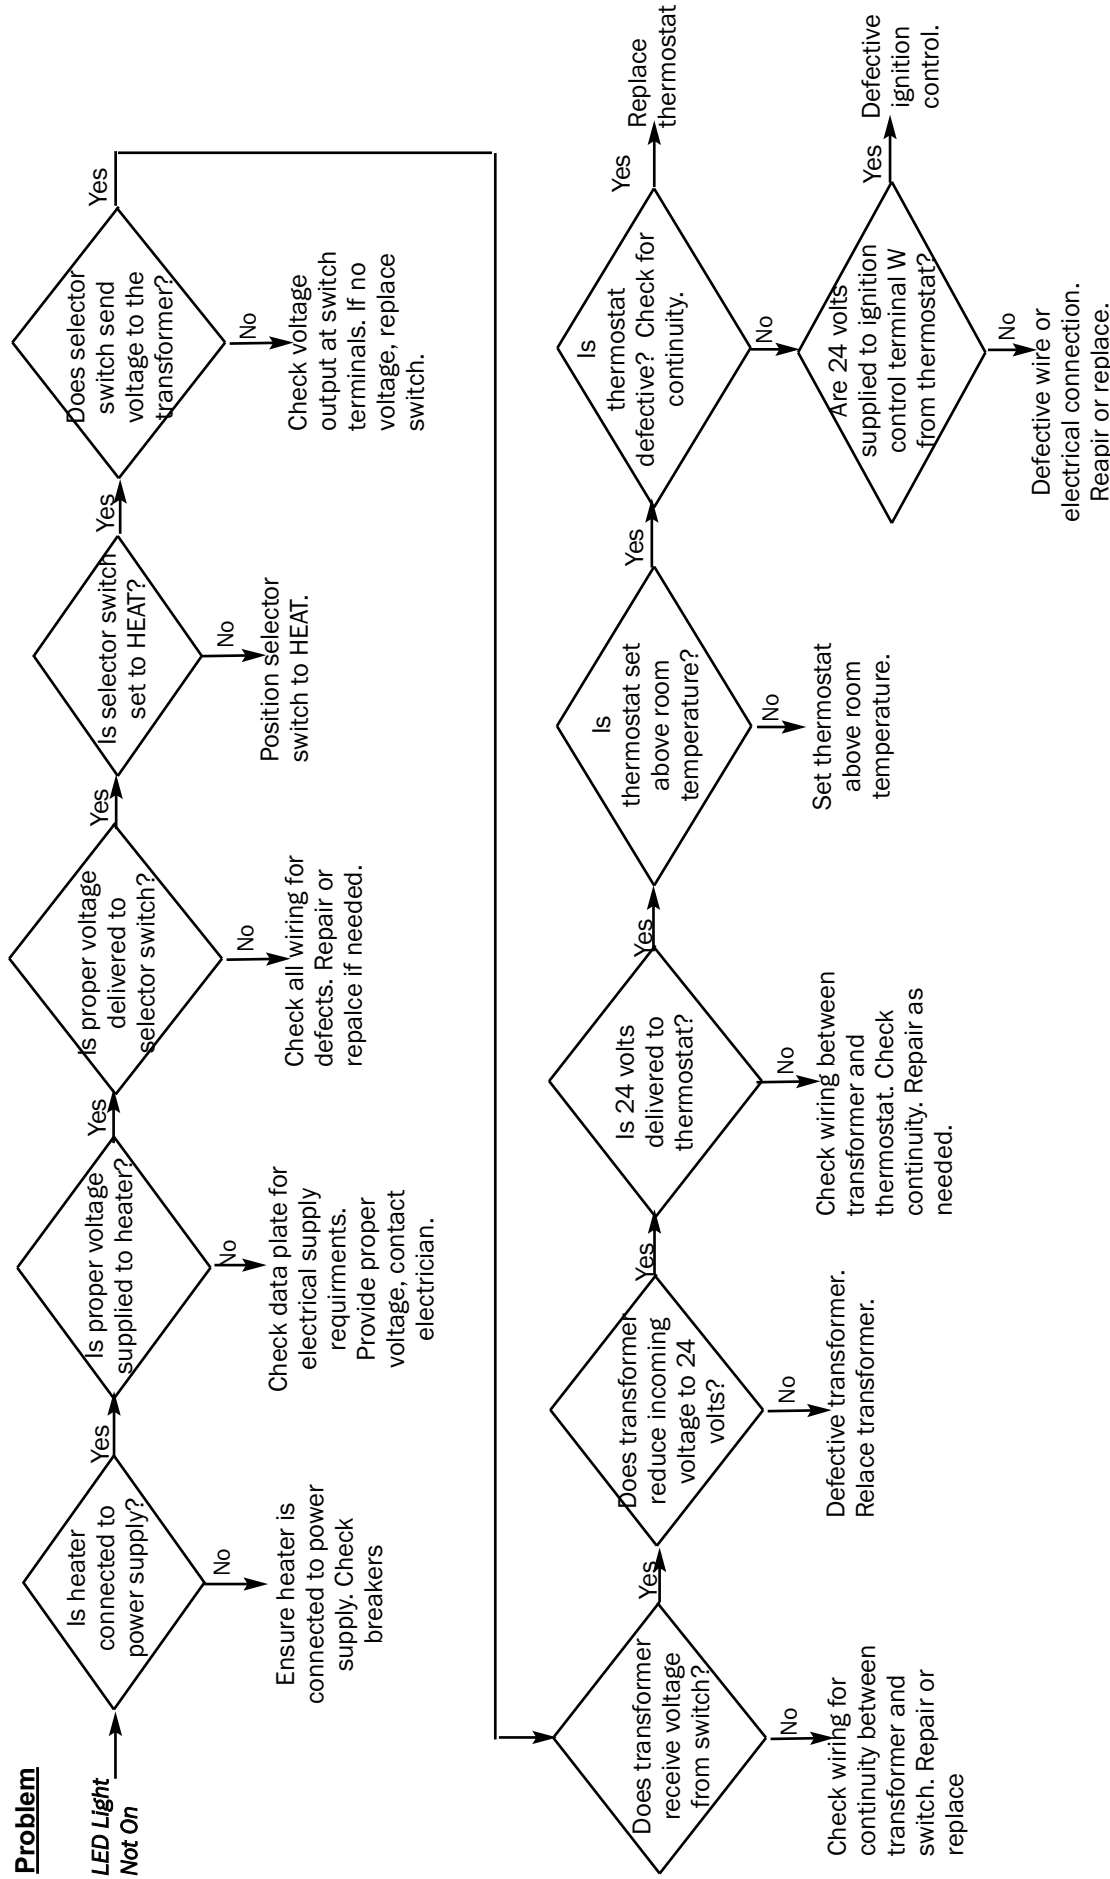 Problem
LED Light
Not On
Is heater
connected to
power supply?
Yes
No
Ensure heater is
connected to power
supply. Check
breakers
Is proper voltage
supplied to heater?
Yes
No
Check data plate for
electrical supply
requirments.
Provide proper
voltage, contact
electrician.
Is proper voltage
delivered to
selector switch?
Yes
No
Check all wiring for
defects. Repair or
repalce if needed.
Is selector switch
set to HEAT?
Yes
No
Position selector
switch to HEAT.
Does selector
switch send
voltage to the
transformer?
Yes
No
Check voltage
output at switch
terminals. If no
voltage, replace
switch.
Does transformer
receive voltage
from switch?
Yes
No
Check wiring for
continuity between
transformer and
switch. Repair or
replace
Does transformer
reduce incoming
voltage to 24
volts?
Yes
No
Defective transformer.
Relace transformer.
Is 24 volts
delivered to
thermostat?
Yes
No
Check wiring between
transformer and
thermostat. Check
continuity. Repair as
needed.
Is
thermostat set
above room
temperature?
Yes
No
Set thermostat
above room
temperature.
Is
thermostat
defective? Check for
continuity.
Yes
Replace
thermostat
No
Are 24 volts
supplied to ignition
control terminal W
from thermostat?
Yes
Defective
ignition
control.
No
Defective wire or
electrical connection.
Reapir or replace.